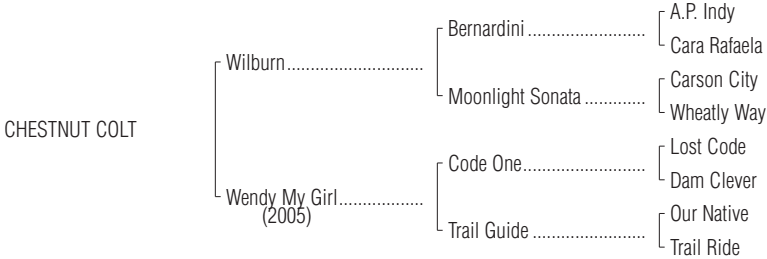 A.P. Indy
Bernardini
Cara Rafaela
Wilburn
Carson City
Moonlight Sonata
Wheatly Way
CHESTNUT COLT
Lost Code
Code One
Dam Clever
Wendy My Girl
(2005)
Our Native
Trail Guide
Trail Ride